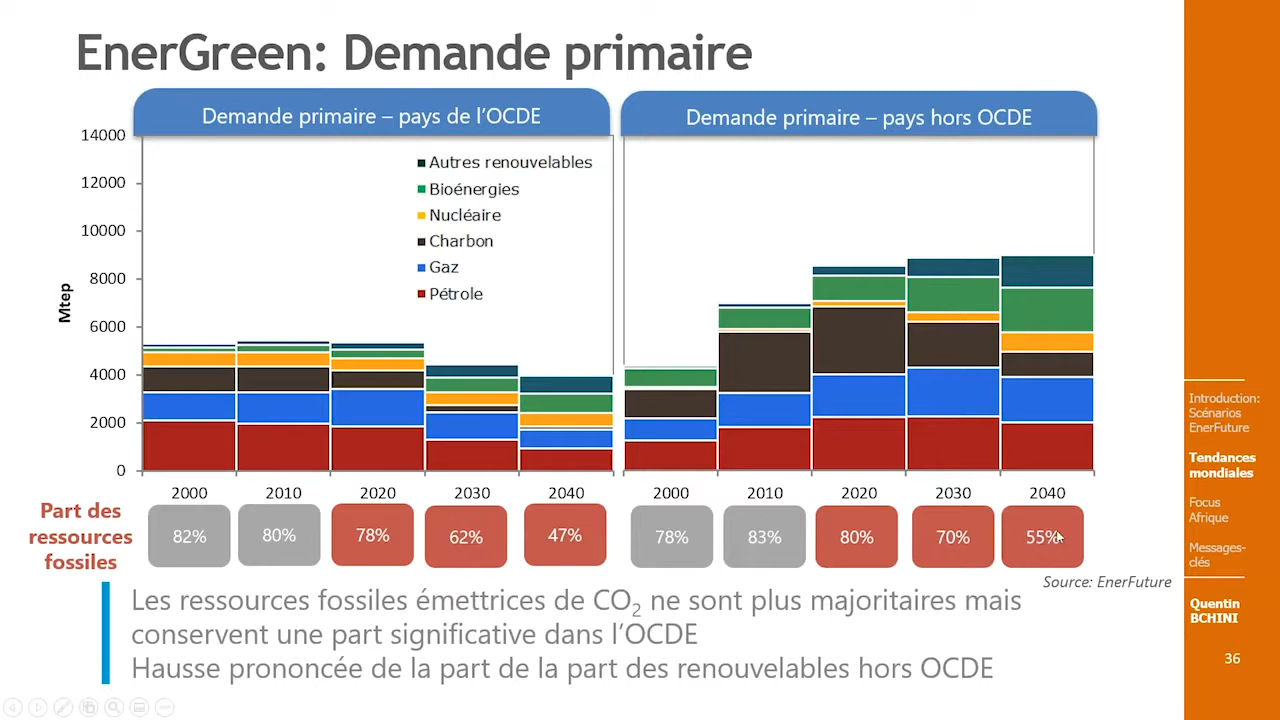 EnerGreen: Demande primaire
Demande primaire – pays de l’OCDE
Demande primaire – pays hors OCDE
14000
12000
10000
8000
6000
4000
2000
0
Mtep
Autres renouvelables
Bioénergies
Nucléaire
Charbon
Gaz
Pétrole
2000 2010 2020 2030 2040
2000 2010 2020 2030 2040
Part des
ressources
fossiles
82% 80% 78% 62% 47%
78% 83% 80% 70% 55%
Source: EnerFuture
Les ressources fossiles émettrices de CO2 ne sont plus majoritaires mais
conservent une part significative dans l’OCDE
Hausse prononcée de la part de la part des renouvelables hors OCDE
Introduction:
Scénarios
EnerFuture
Tendances
mondiales
Focus
Afrique
Messages-
clés
Quentin
BCHINI
36